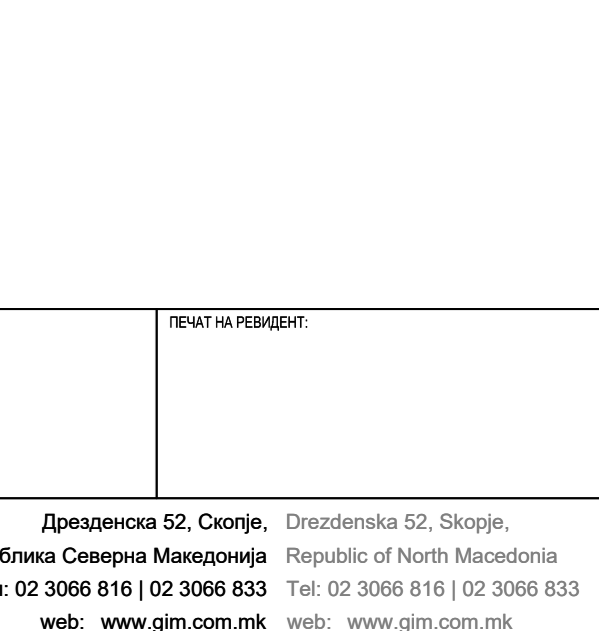 ПЕЧАТ НА РЕВИДЕНТ:
Дрезденска 52, Скопје, Drezdenska 52, Skopje,
Северна Македонија Republic of North Macedonia
02 3066 816 | 02 3066 833 Tel: 02 3066 816 | 02 3066 833
web: www.gim.com.mk web: www.gim.com.mk